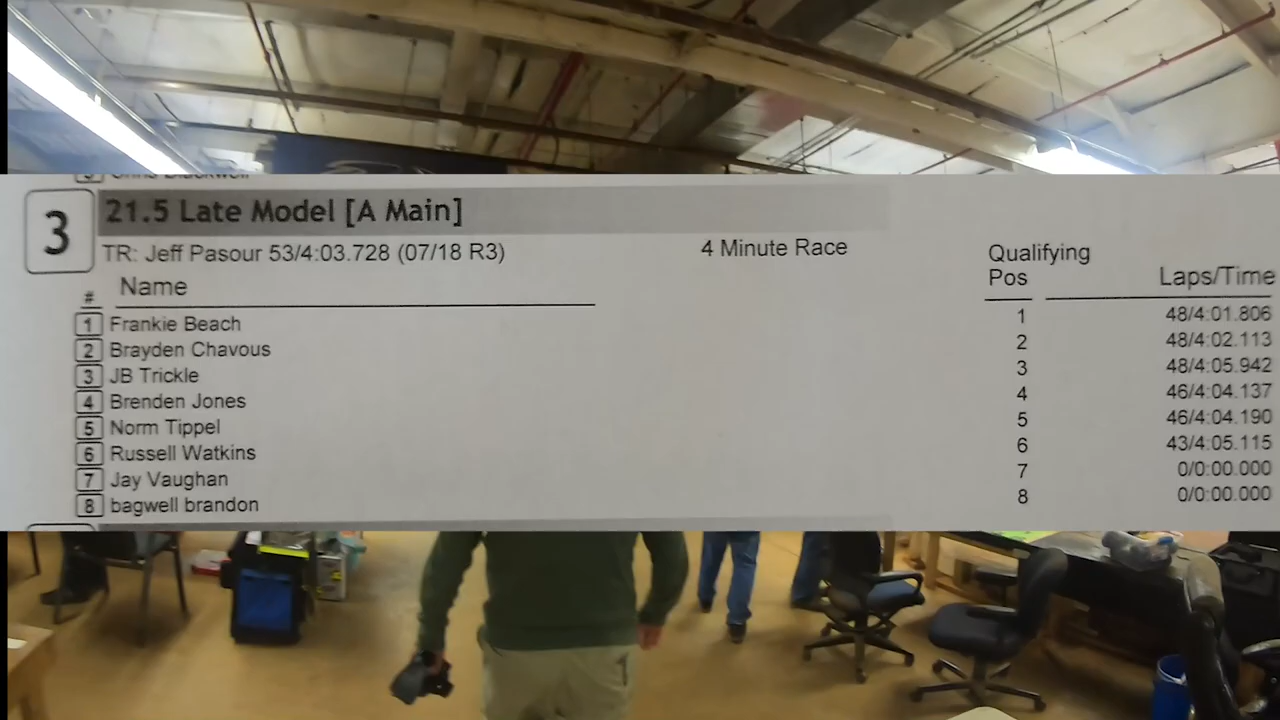 3
21.5 Late Model [A Main]
TR: Jeff Pasour 53/4:03.728 (07/18 R3) 4 Minute Race
Qualifying
# Name Pos Laps/Time
1 Frankie Beach 1 48/4:01.806
2 Brayden Chavous 2 48/4:02.113
3 JB Trickle 3 48/4:05.942
4 Brenden Jones 4 46/4:04.137
5 Norm Tippel 5 46/4:04.190
6 Russell Watkins 6 43/4:05.115
7 Jay Vaughan 7 0/0:00.000
8 bagwell brandon 8 0/0:00.000